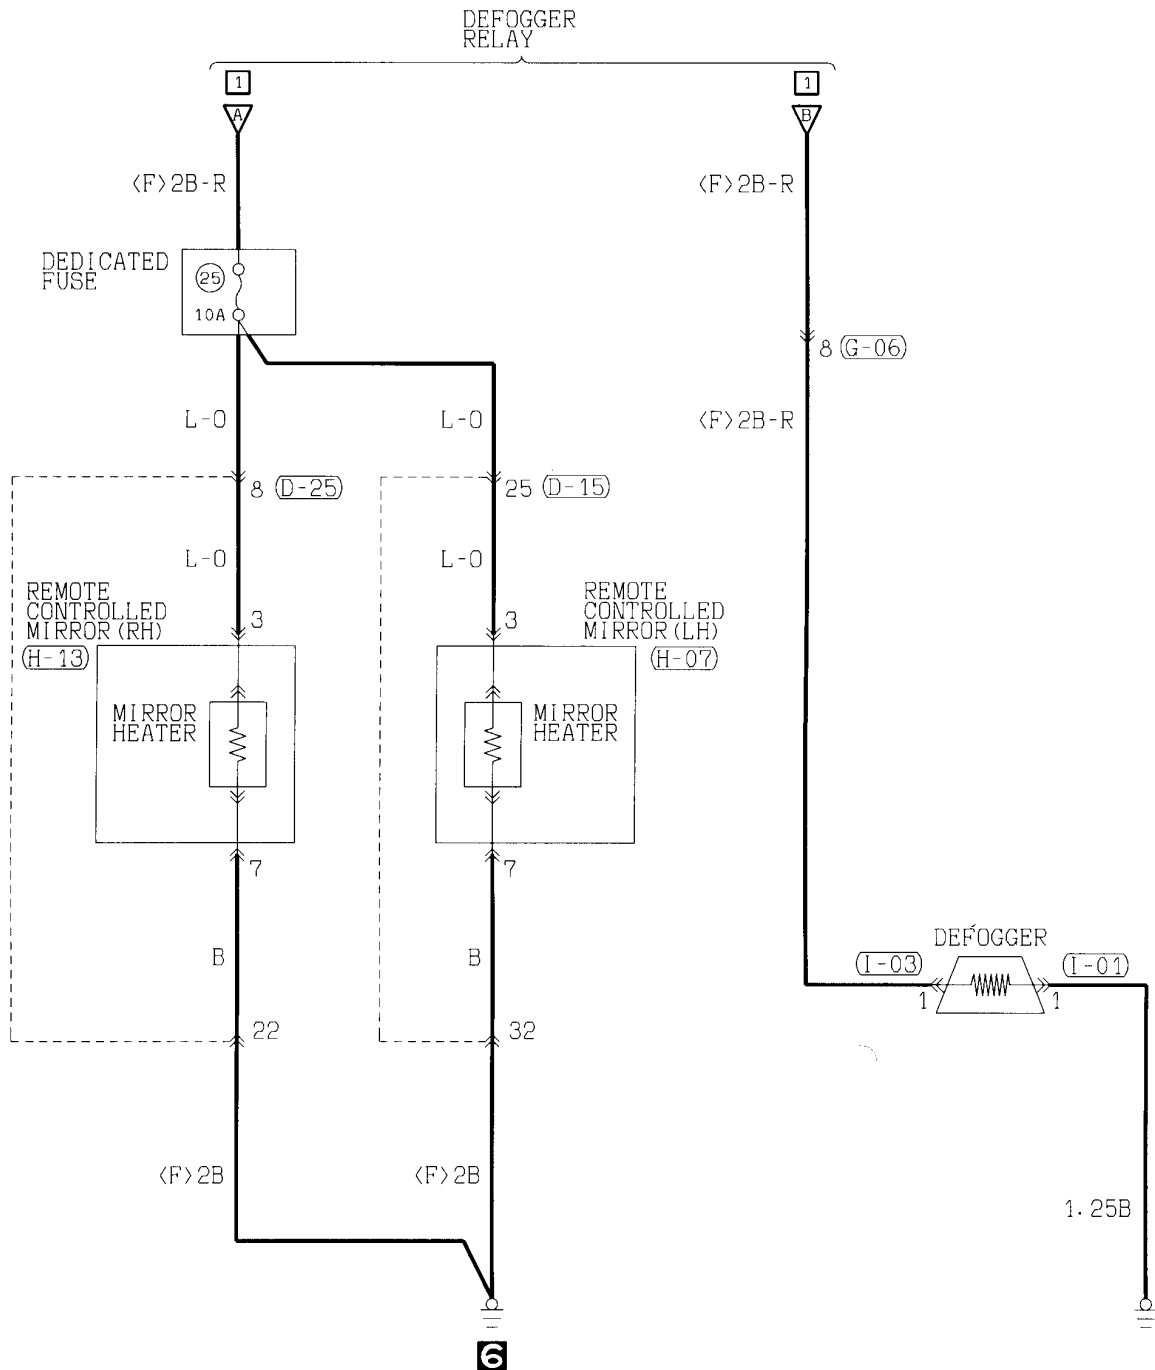 DEFOGGER
RELAY
1
1
A
B
<F>2B-R
<F>2B-R
DEDICATED
FUSE
25
10A
8 (G-06)
L-O
L-O
<F>2B-R
8 (D-25)
25 (D-15)
L-O
L-O
REMOTE
CONTROLLED
MIRROR(RH)
(H-13)
3
3
REMOTE
CONTROLLED
MIRROR(LH)
(H-07)
MIRROR
HEATER
MIRROR
HEATER
7
7
B
B
DEFOGGER
(I-03)
(I-01)
1
1
22
32
<F>2B
<F>2B
1.25B
6